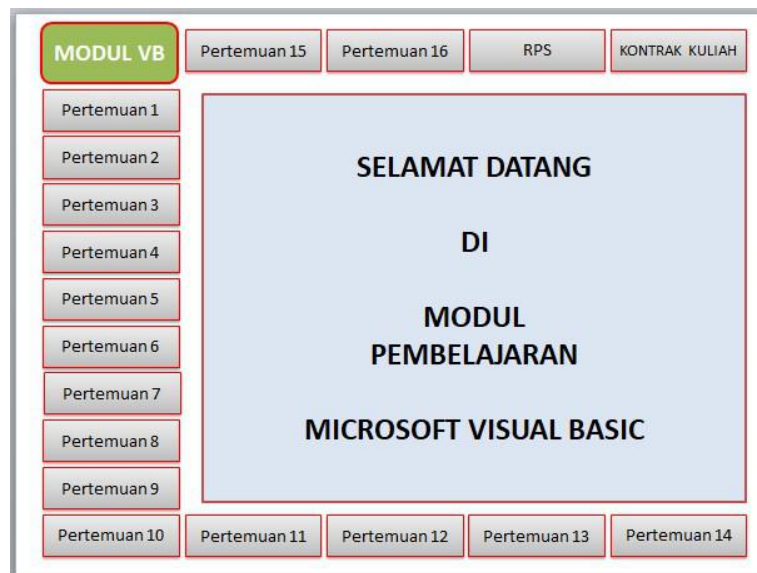 MODUL VB
Pertemuan 15
Pertemuan 16
RPS
KONTRAK KULIAH
Pertemuan 1
Pertemuan 2
Pertemuan 3
Pertemuan 4
Pertemuan 5
Pertemuan 6
Pertemuan 7
Pertemuan 8
Pertemuan 9
SELAMAT DATANG
DI
MODUL
PEMBELAJARAN
MICROSOFT VISUAL BASIC
Pertemuan 10
Pertemuan 11
Pertemuan 12
Pertemuan 13
Pertemuan 14